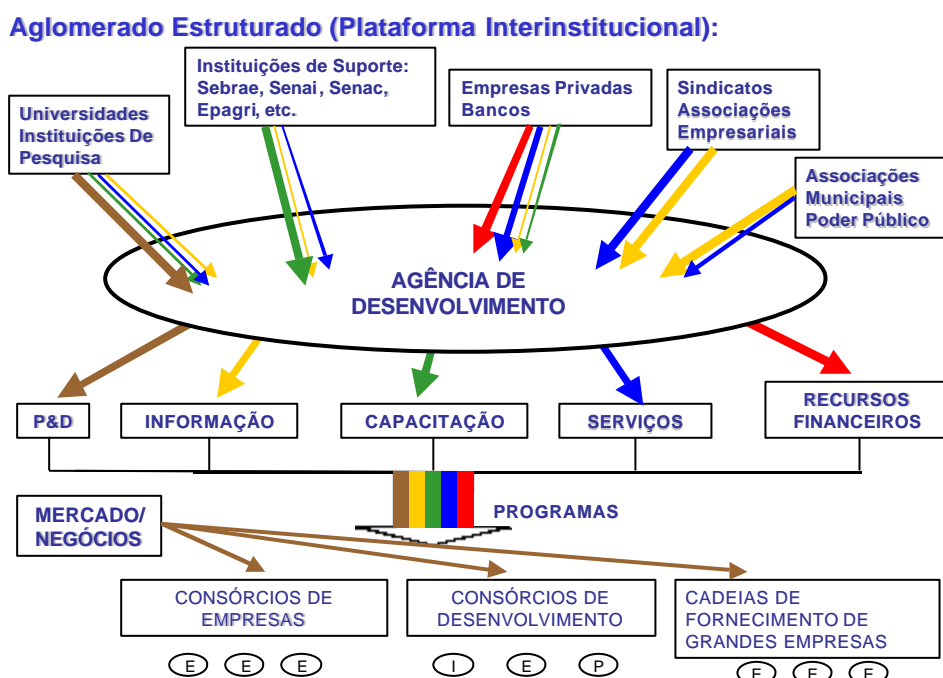 Aglomerado Estruturado (Plataforma Interinstitucional):
Universidades
Instituições De
Pesquisa
Instituições de Suporte:
Sebrae, Senai, Senac,
Epagri, etc.
Empresas Privadas
Bancos
Sindicatos
Associações
Empresariais
Associações
Municipais
Poder Público
AGÊNCIA DE
DESENVOLVIMENTO
P&D
INFORMAÇÃO
CAPACITAÇÃO
SERVIÇOS
RECURSOS
FINANCEIROS
PROGRAMAS
MERCADO/
NEGÓCIOS
CONSÓRCIOS DE
EMPRESAS
CONSÓRCIOS DE
DESENVOLVIMENTO
CADEIAS DE
FORNECIMENTO DE
GRANDES EMPRESAS
E E E
I E P